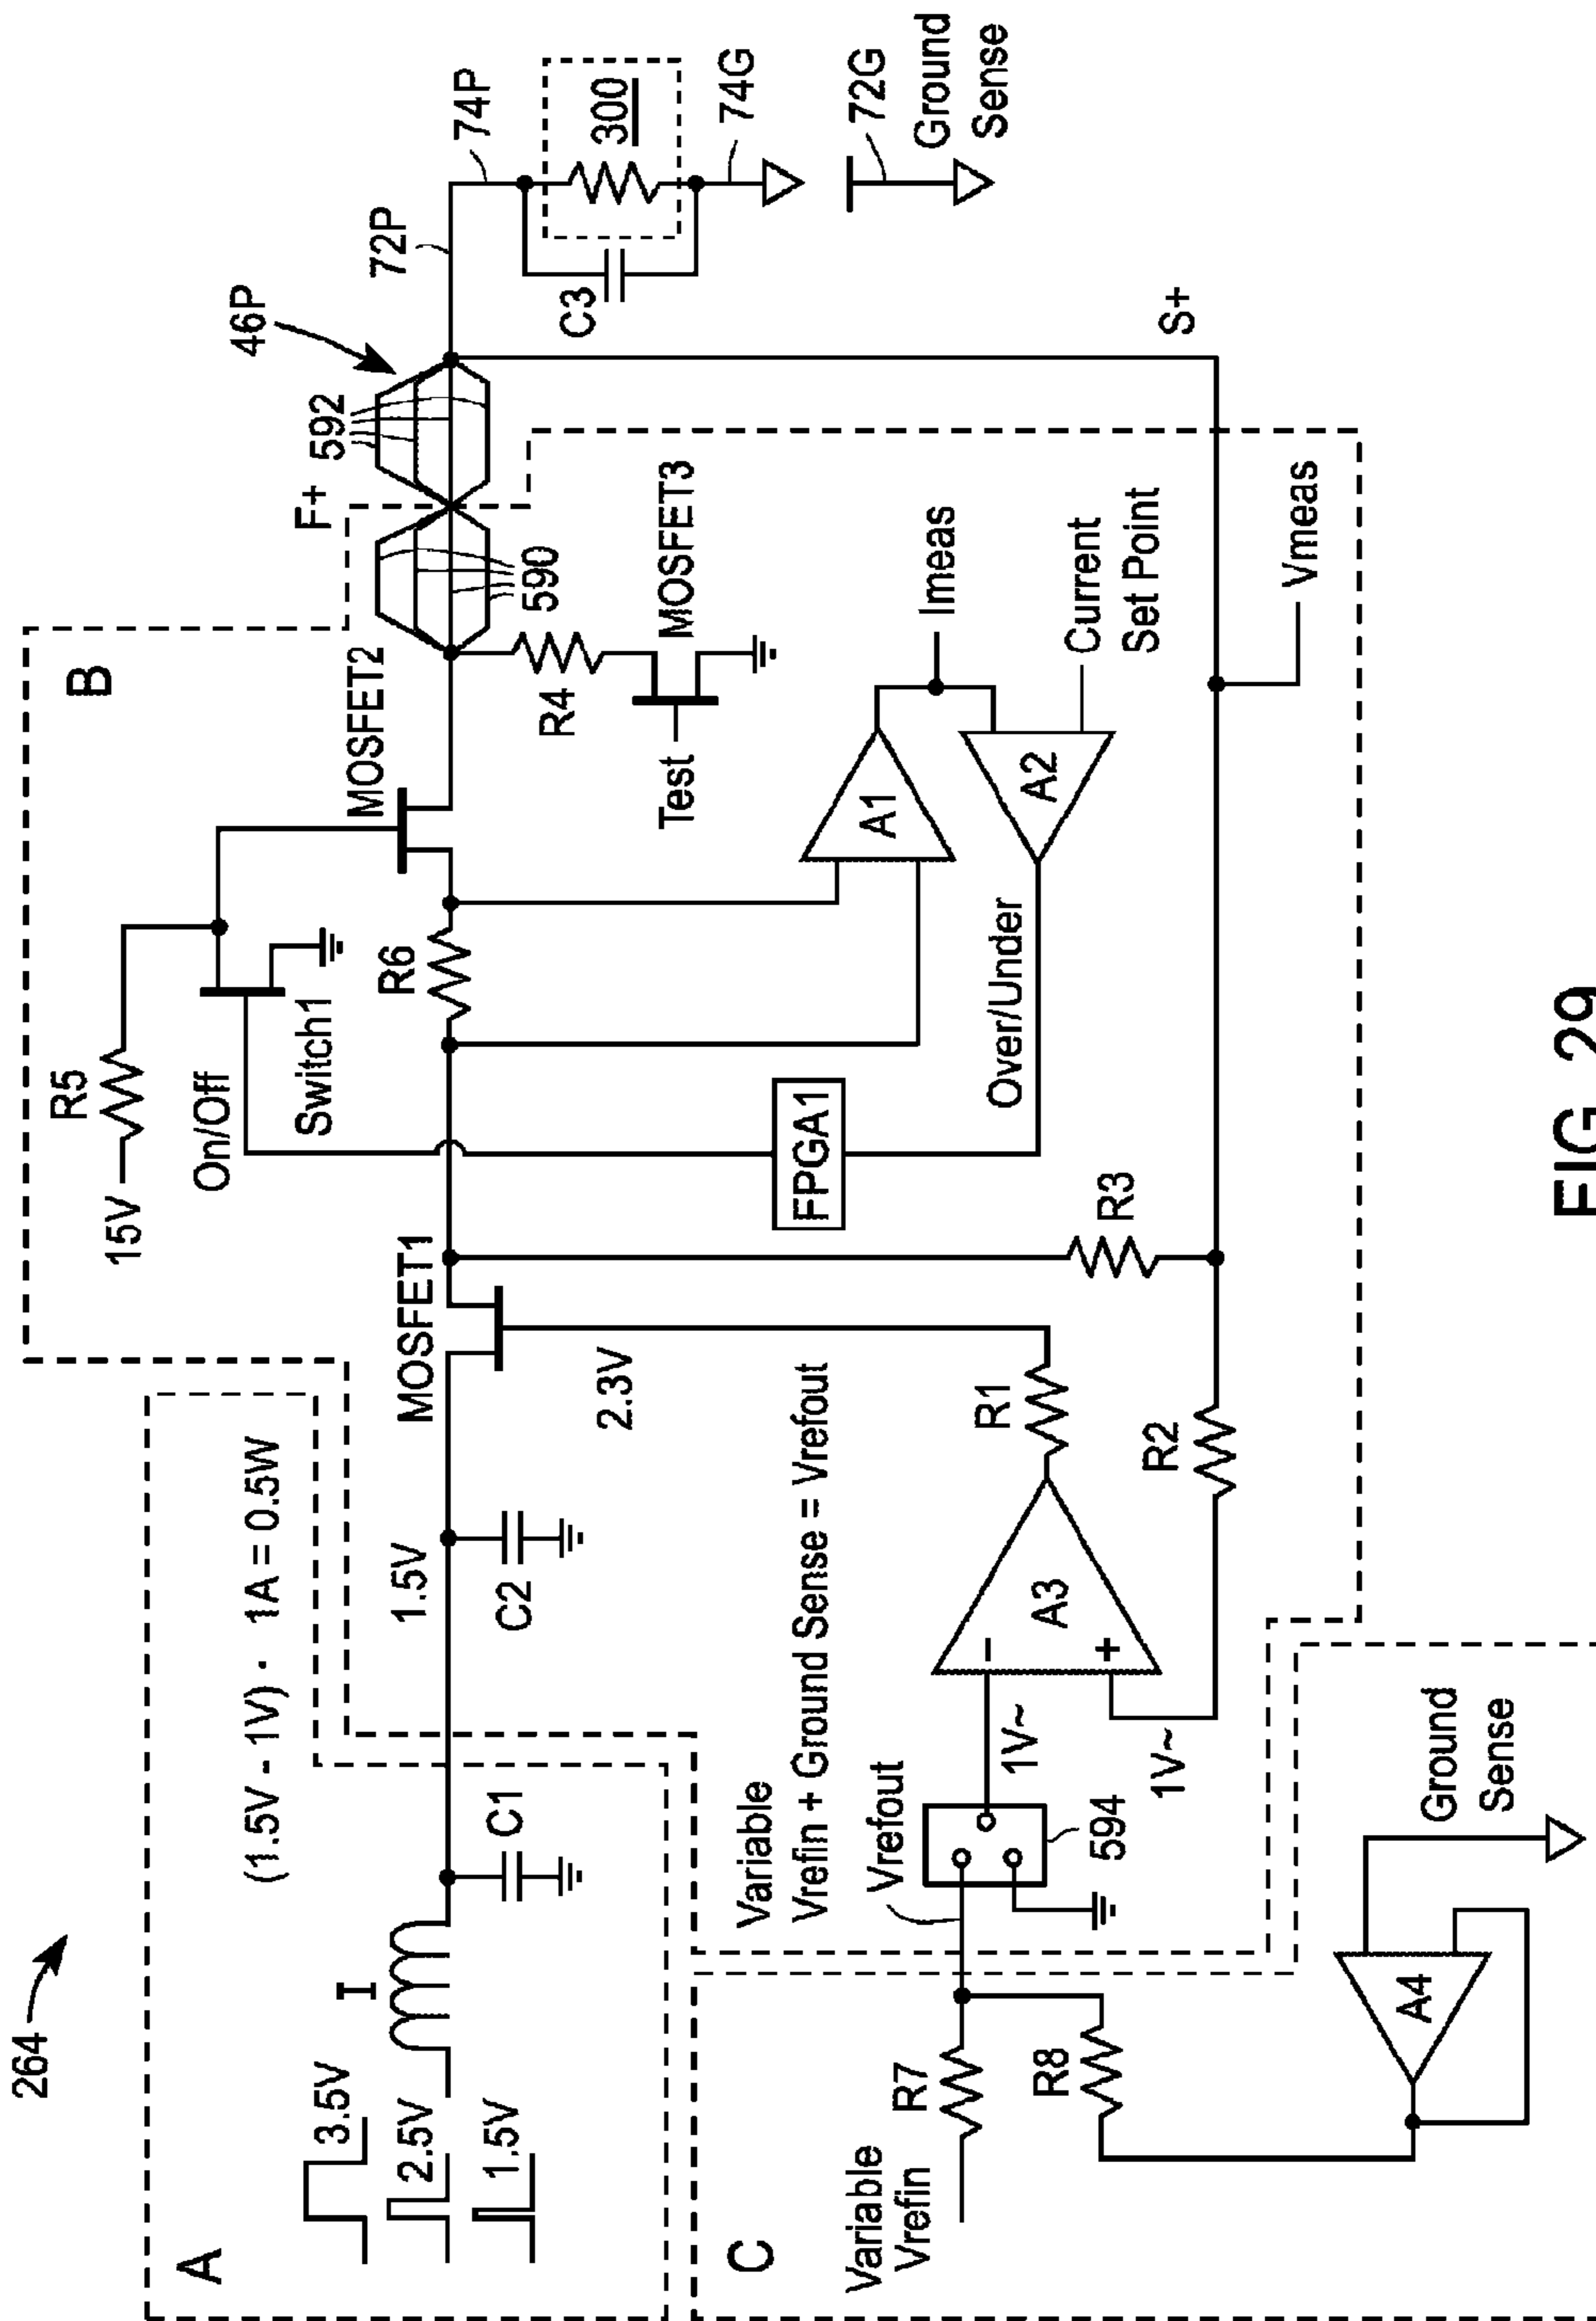 264
A
3.5V
2.5V
1.5V
I
C1
(1.5V - 1V) · 1A = 0.5W
1.5V
C2
MOSFET1
2.3V
B
15V
R5
On/Off
Switch1
R6
MOSFET2
F+
590
592
46P
72P
74P
300
C3
74G
72G
Ground
Sense
R4
Test
MOSFET3
A1
Imeas
A2
Current
Set Point
Over/Under
FPGA1
R3
S+
Vmeas
Variable
Vrefin + Ground Sense = Vrefout
Vrefout
594
1V~
1V~
−
+
A3
R1
R2
C
Variable
Vrefin
R7
R8
A4
Ground
Sense
FIG. 29